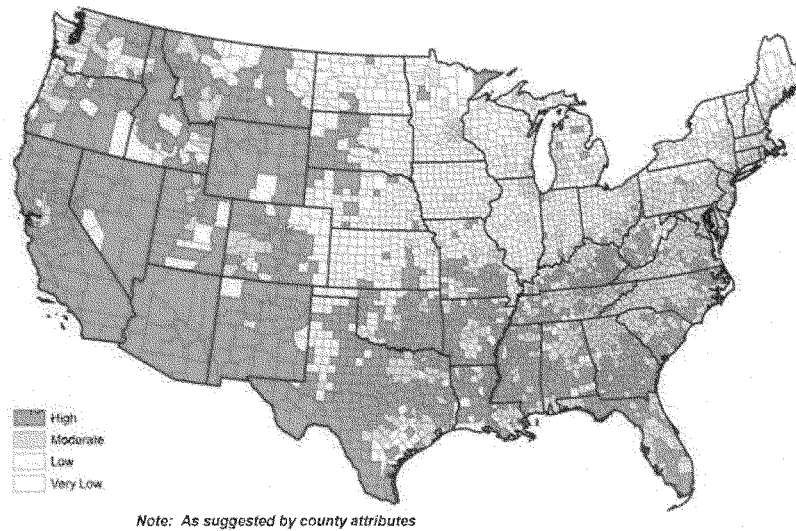 High
Moderate
Low
Very Low
Note: As suggested by county attributes